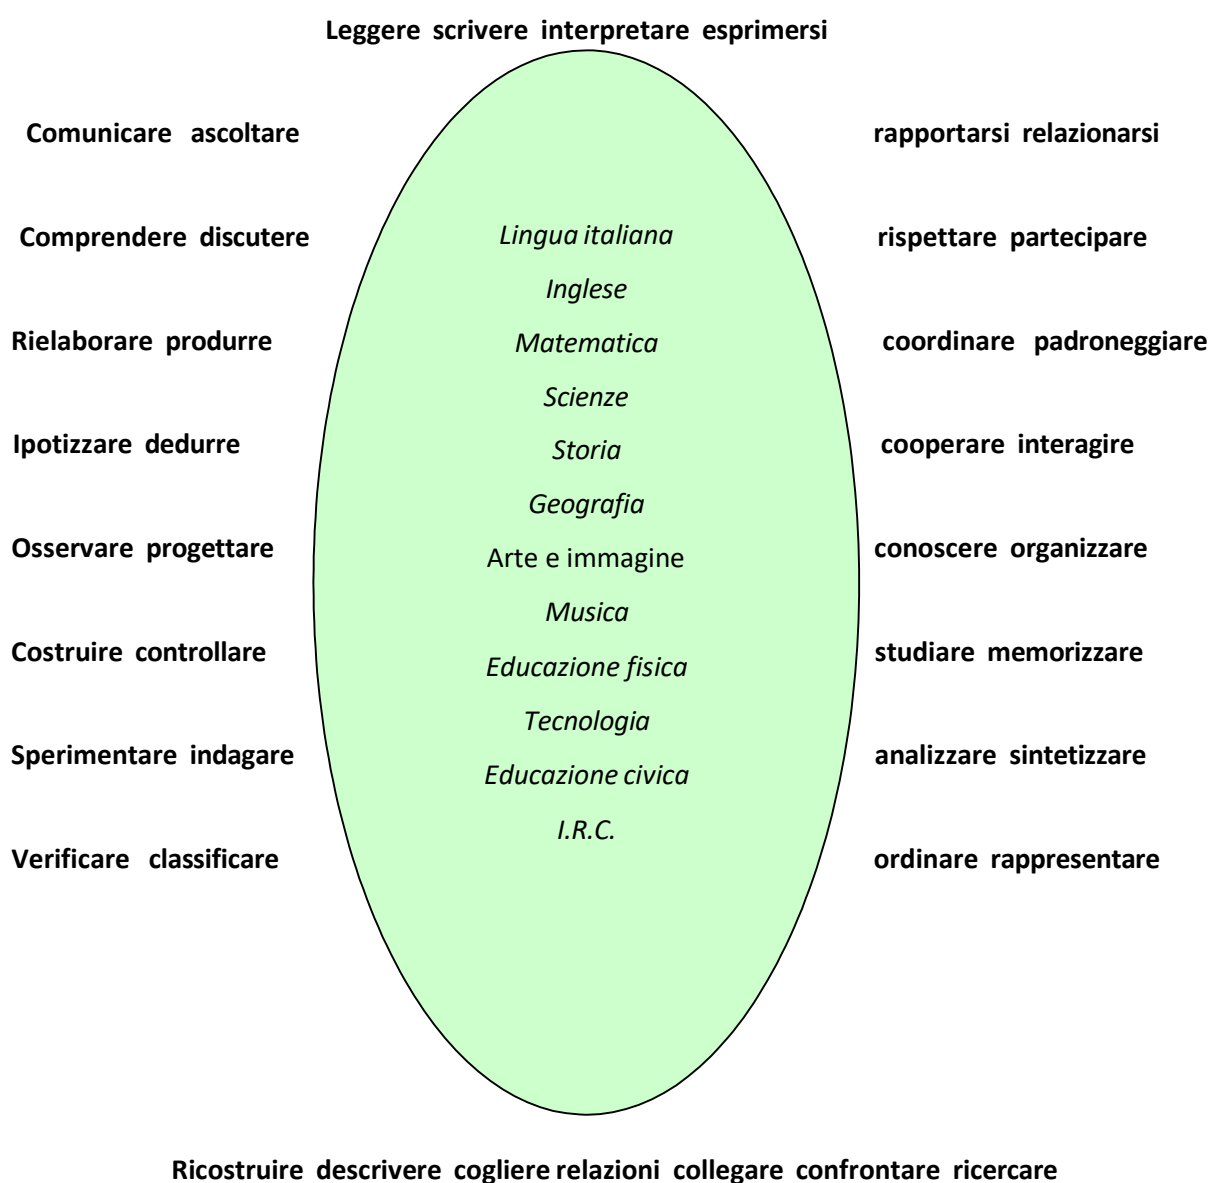 Leggere scrivere interpretare esprimersi
Comunicare ascoltare
rapportarsi relazionarsi
Comprendere discutere
Lingua italiana
rispettare partecipare
Inglese
Rielaborare produrre
Matematica
coordinare padroneggiare
Scienze
Ipotizzare dedurre
Storia
cooperare interagire
Geografia
Osservare progettare
Arte e immagine
conoscere organizzare
Musica
Costruire controllare
Educazione fisica
studiare memorizzare
Tecnologia
Sperimentare indagare
Educazione civica
analizzare sintetizzare
I.R.C.
Verificare classificare
ordinare rappresentare
Ricostruire descrivere cogliere relazioni collegare confrontare ricercare